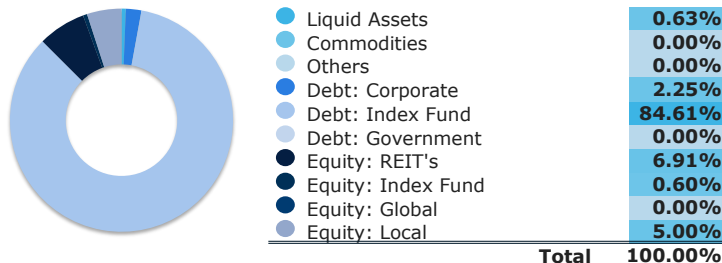 Liquid Assets 0.63%
Commodities 0.00%
Others 0.00%
Debt: Corporate 2.25%
Debt: Index Fund 84.61%
Debt: Government 0.00%
Equity: REIT's 6.91%
Equity: Index Fund 0.60%
Equity: Global 0.00%
Equity: Local 5.00%
Total 100.00%